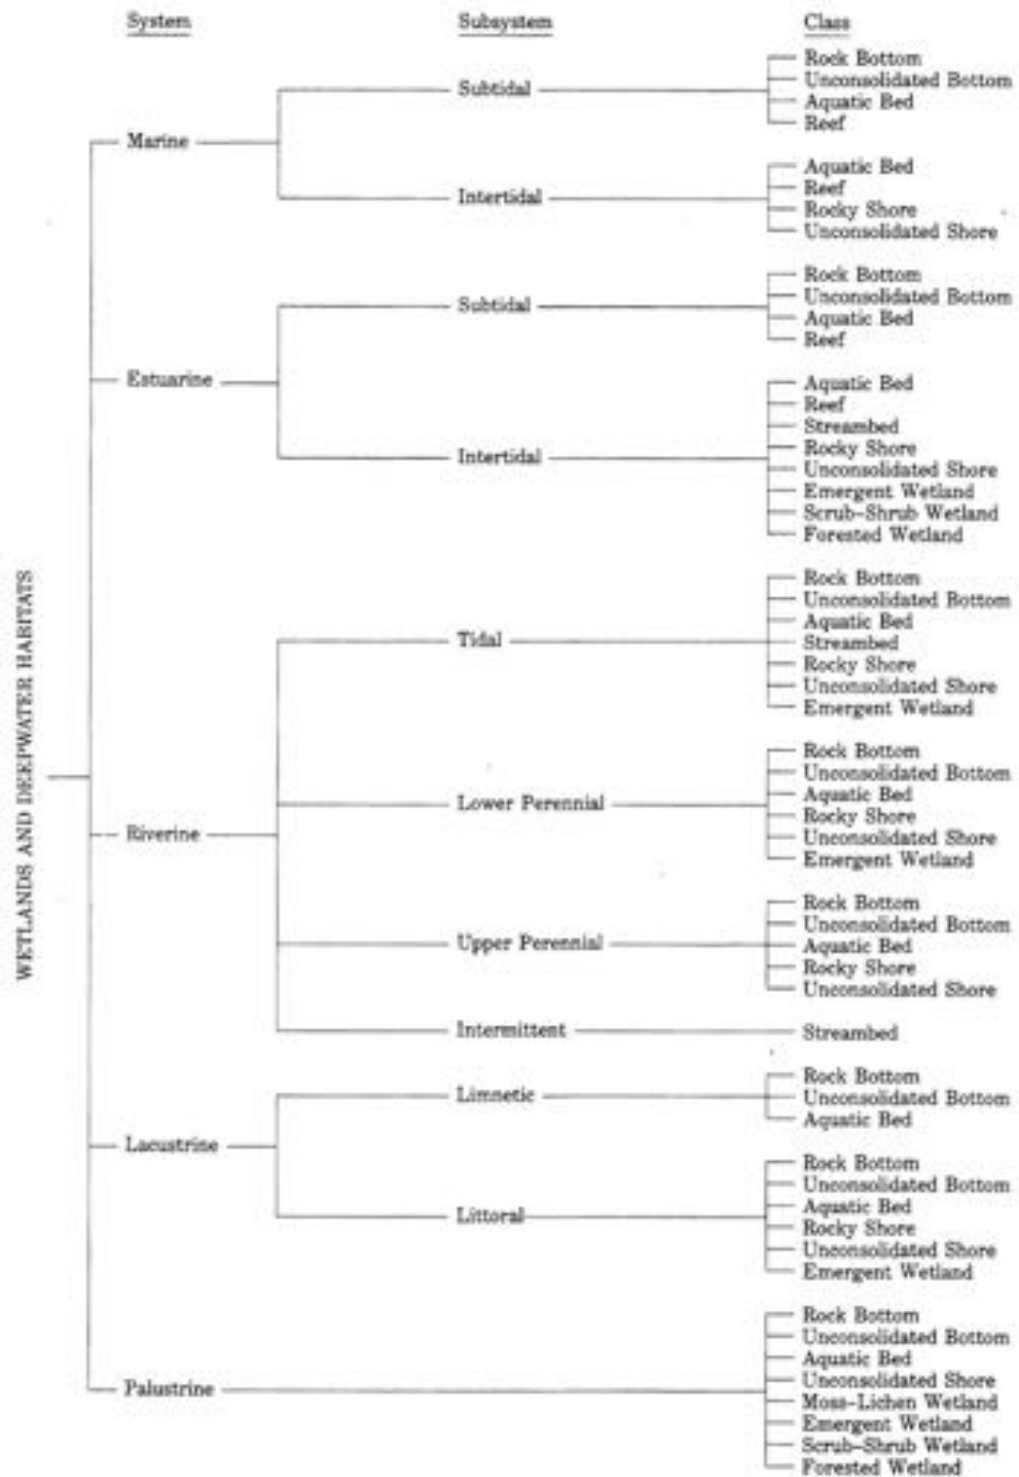 System Subsystem Class
Rock Bottom
Unconsolidated Bottom
Subtidal
Aquatic Bed
Reef
Marine
Aquatic Bed
Reef
Intertidal
Rocky Shore
Unconsolidated Shore
Rock Bottom
Unconsolidated Bottom
Subtidal
Aquatic Bed
Reef
Estuarine
Aquatic Bed
Reef
Streambed
Rocky Shore
Intertidal
Unconsolidated Shore
Emergent Wetland
Scrub-Shrub Wetland
Forested Wetland
WETLANDS AND DEEPWATER HABITATS
Rock Bottom
Unconsolidated Bottom
Aquatic Bed
Tidal
Streambed
Rocky Shore
Unconsolidated Shore
Emergent Wetland
Rock Bottom
Unconsolidated Bottom
Aquatic Bed
Lower Perennial
Rocky Shore
Riverine
Unconsolidated Shore
Emergent Wetland
Rock Bottom
Unconsolidated Bottom
Upper Perennial
Aquatic Bed
Rocky Shore
Unconsolidated Shore
Intermittent
Streambed
Rock Bottom
Limnetic
Unconsolidated Bottom
Aquatic Bed
Lacustrine
Rock Bottom
Unconsolidated Bottom
Aquatic Bed
Littoral
Rocky Shore
Unconsolidated Shore
Emergent Wetland
Rock Bottom
Unconsolidated Bottom
Aquatic Bed
Unconsolidated Shore
Palustrine
Moss-Lichen Wetland
Emergent Wetland
Scrub-Shrub Wetland
Forested Wetland